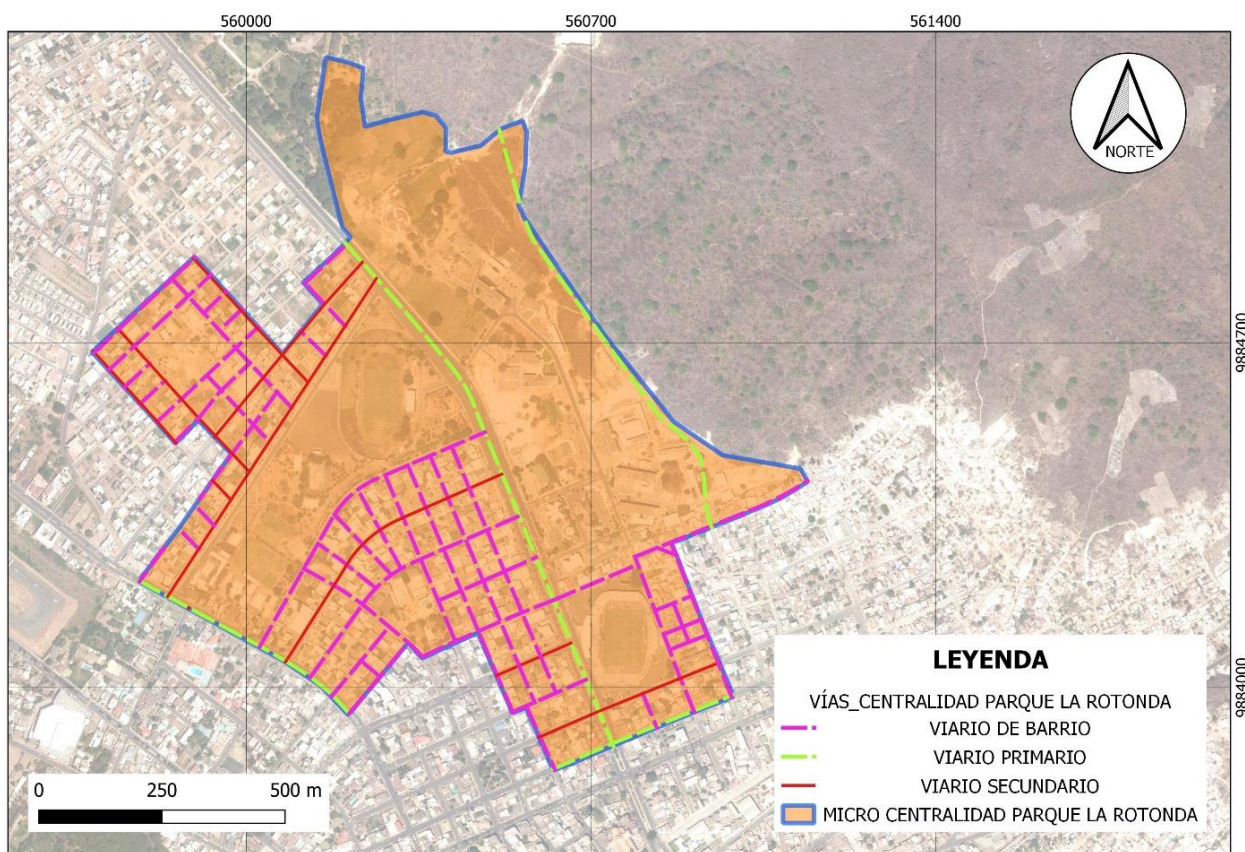 560000
560700
561400
NORTE
9884700
9884000
LEYENDA
VÍAS_CENTRALIDAD PARQUE LA ROTONDA
VIARIO DE BARRIO
VIARIO PRIMARIO
VIARIO SECUNDARIO
MICRO CENTRALIDAD PARQUE LA ROTONDA
0 250 500 m